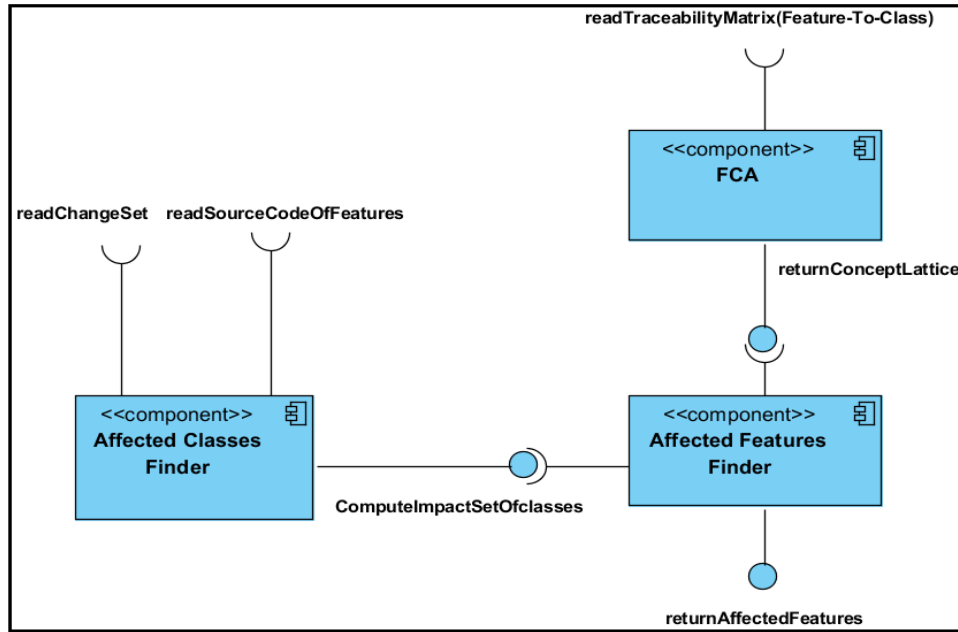 readTraceabilityMatrix(Feature-To-Class)
<<component>>
FCA
readChangeSet
readSourceCodeOfFeatures
returnConceptLattice
<<component>>
Affected Classes
Finder
<<component>>
Affected Features
Finder
ComputeImpactSetOfclasses
returnAffectedFeatures